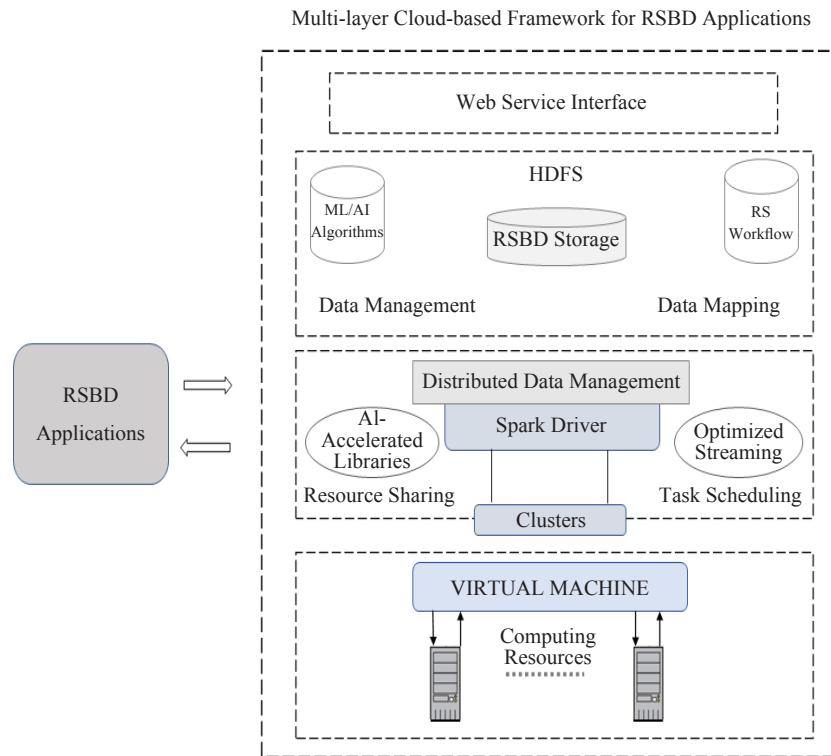 Multi-layer Cloud-based Framework for RSBD Applications
Web Service Interface
HDFS
ML/AI
Algorithms
RSBD Storage
RS
Workflow
Data Management
Data Mapping
RSBD
Applications
Distributed Data Management
Spark Driver
AI-
Accelerated
Libraries
Optimized
Streaming
Resource Sharing
Task Scheduling
Clusters
VIRTUAL MACHINE
Computing
Resources